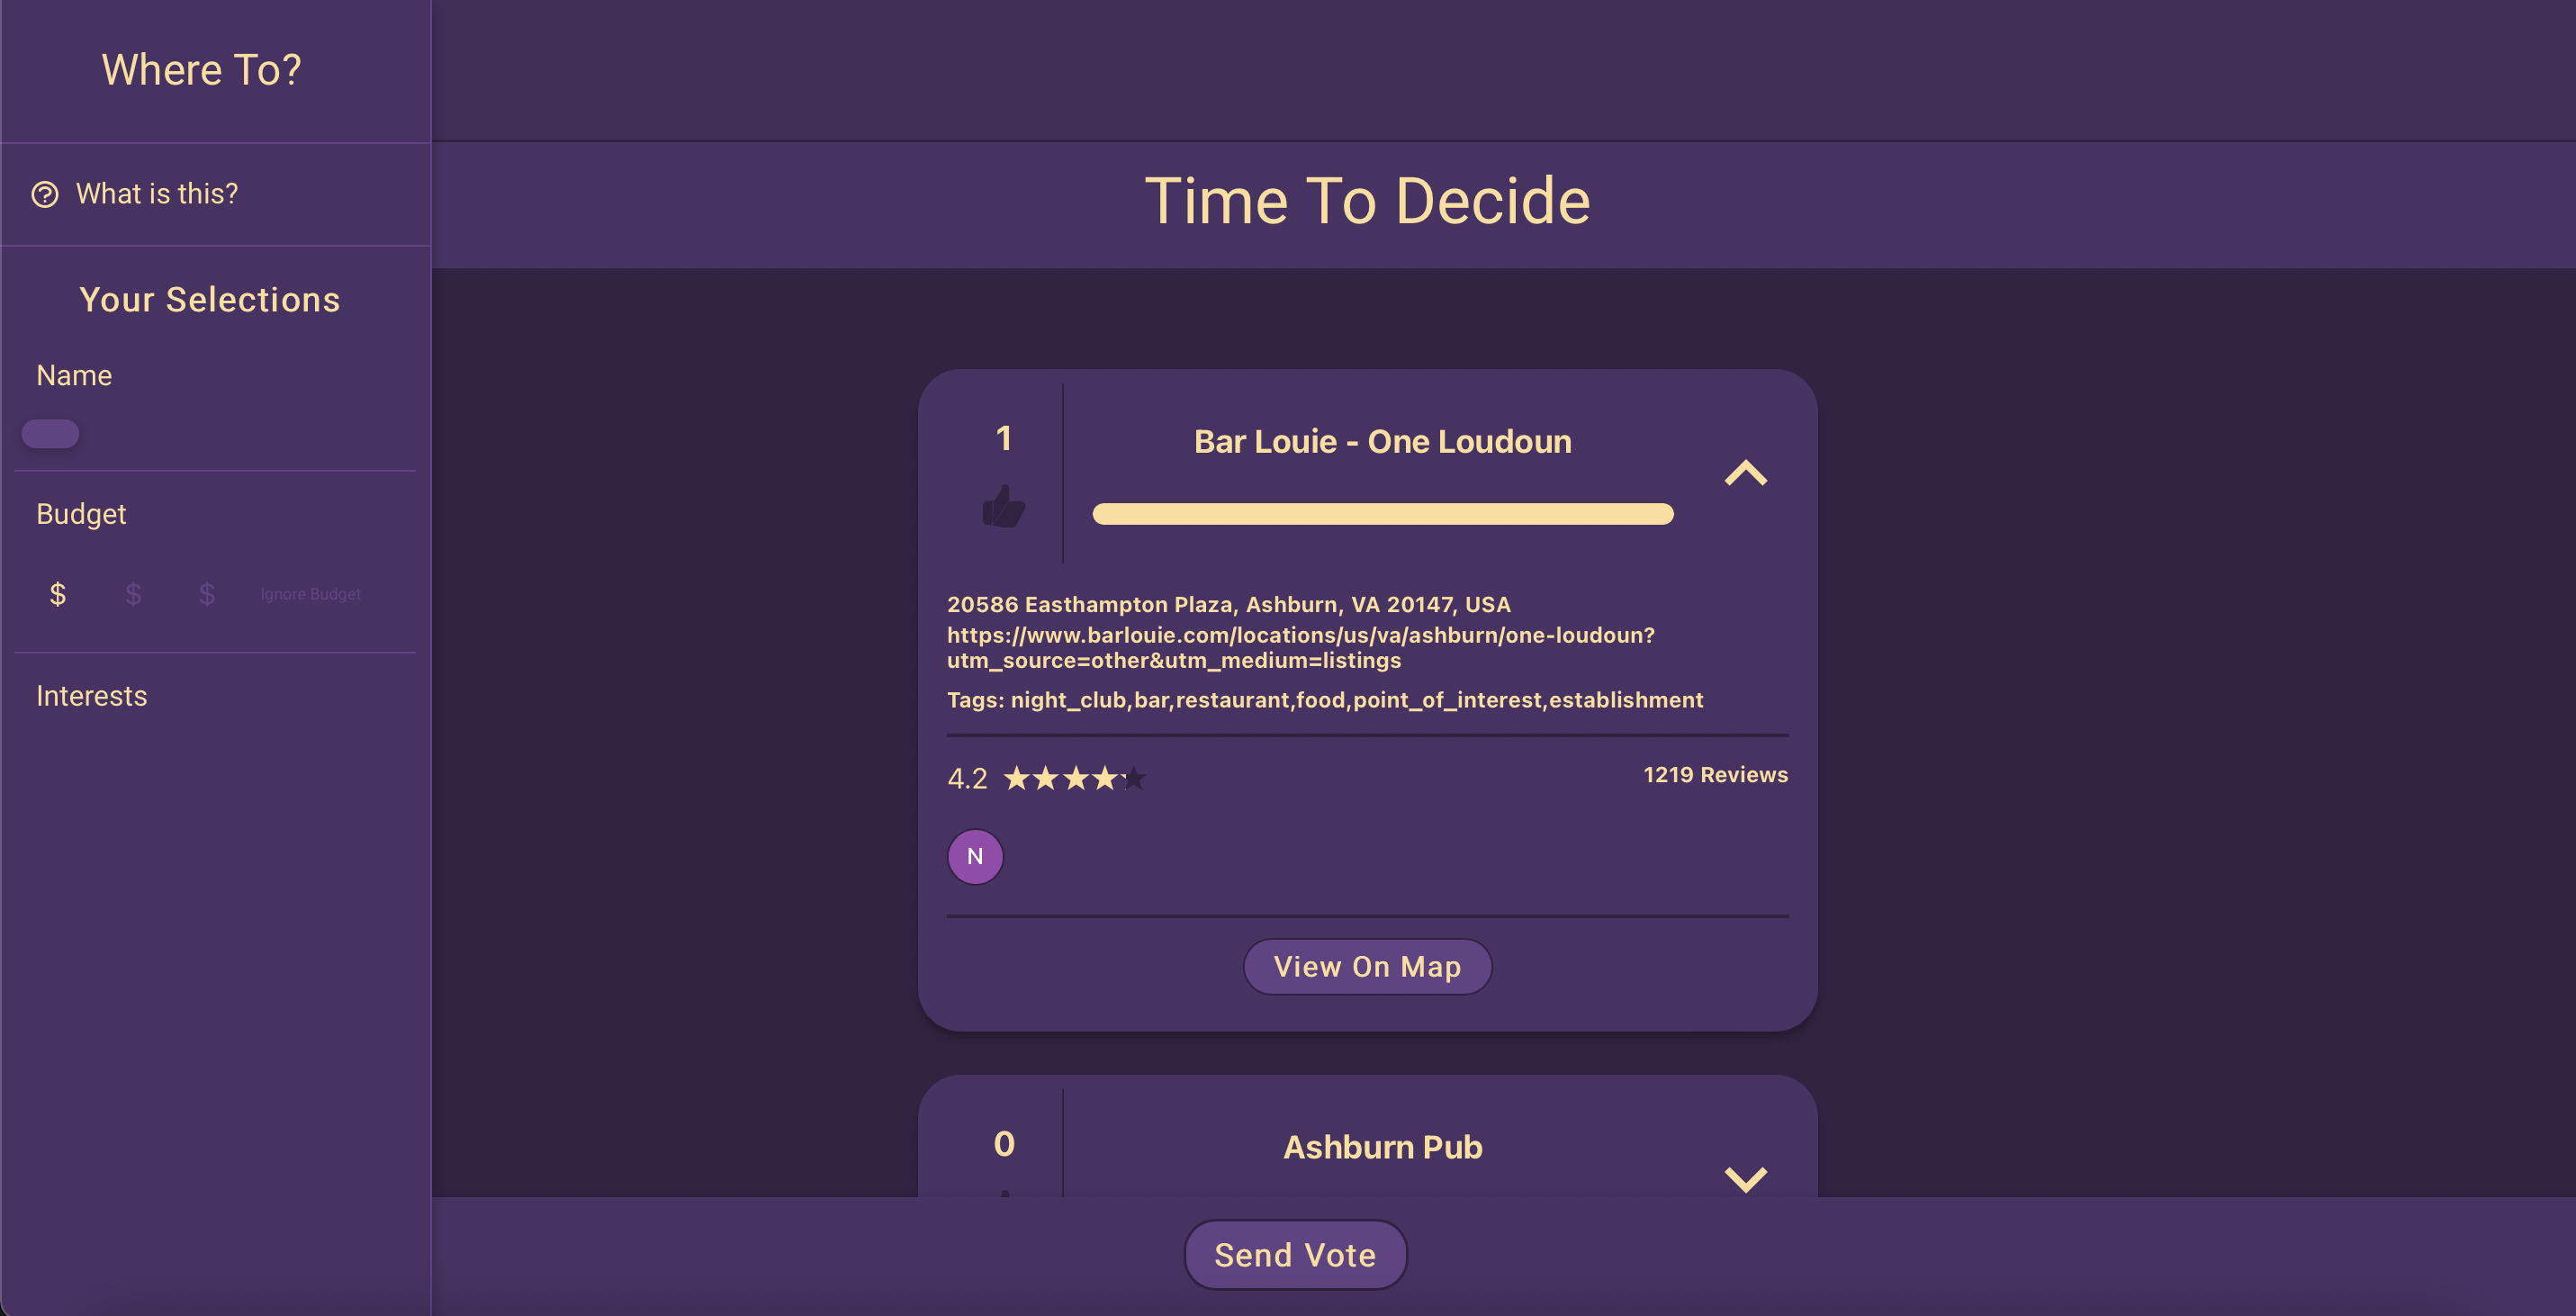 Where To?
What is this?
Your Selections
Name
Budget
$ $ $ Ignore Budget
Interests
Time To Decide
1
Bar Louie - One Loudoun
20586 Easthampton Plaza, Ashburn, VA 20147, USA
https://www.barlouie.com/locations/us/va/ashburn/one-loudoun?
utm_source=other&utm_medium=listings
Tags: night_club,bar,restaurant,food,point_of_interest,establishment
4.2 ★★★★★ 1219 Reviews
N
View On Map
0
Ashburn Pub
Send Vote